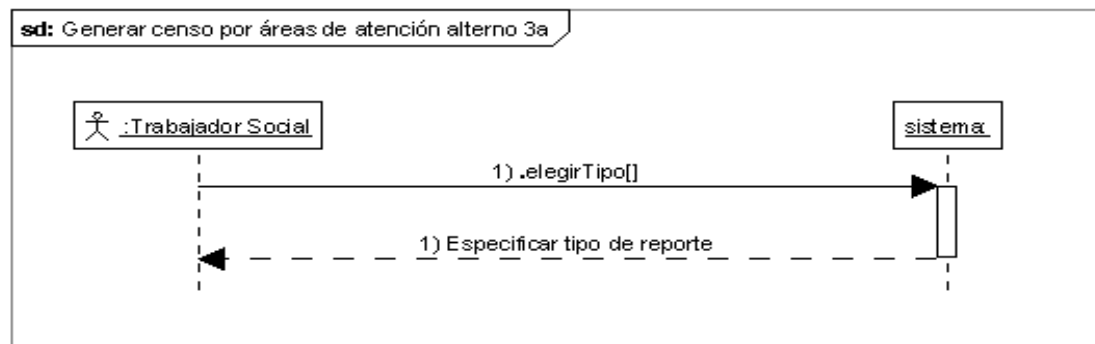 sd: Generar censo por áreas de atención alterno 3a
:Trabajador Social
sistema:
1) .elegirTipo[]
1) Especificar tipo de reporte